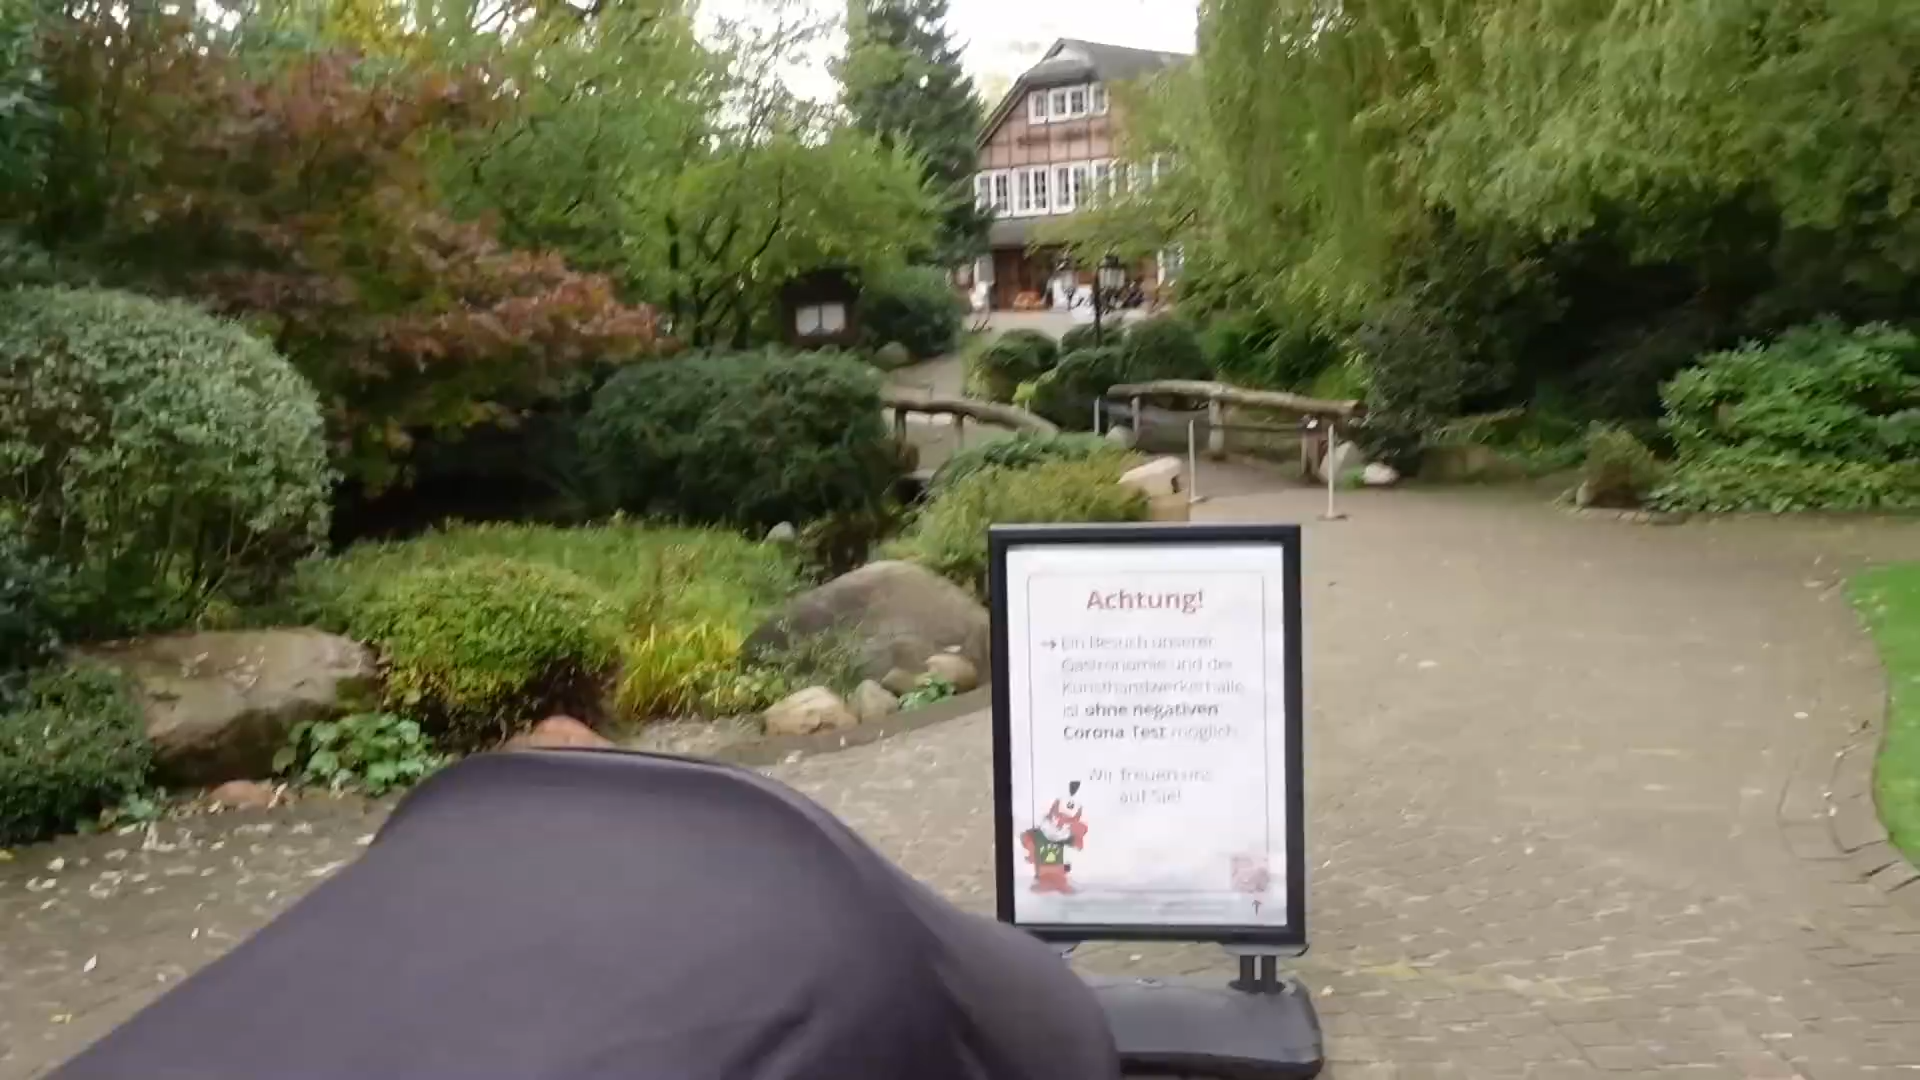 Achtung!
→ Ein Besuch unserer
Gastronomie und der
Kunsthandwerkerhalle
ist ohne negativen
Corona Test möglich.
Wir freuen uns
auf Sie!